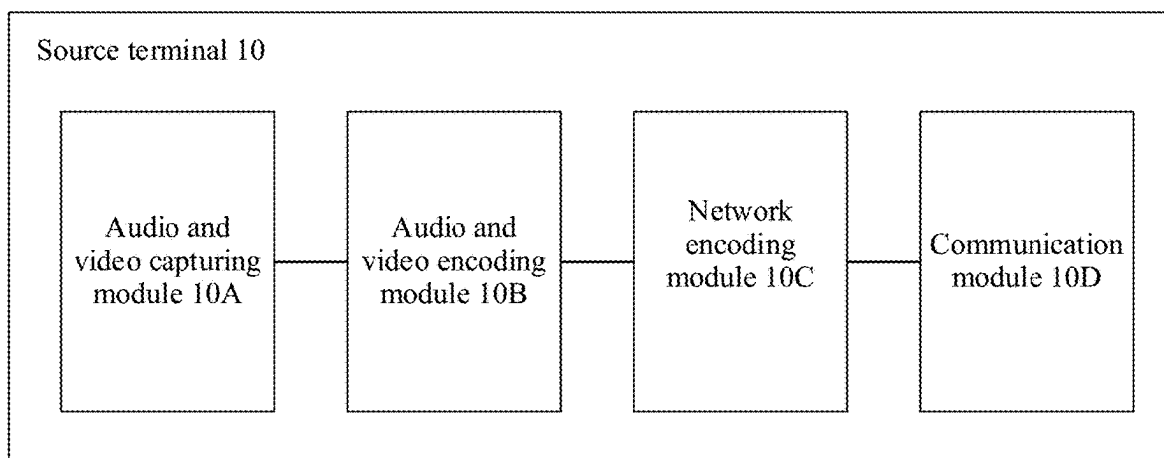 Source terminal 10
Audio and
video capturing
module 10A
Audio and
video encoding
module 10B
Network
encoding
module 10C
Communication
module 10D